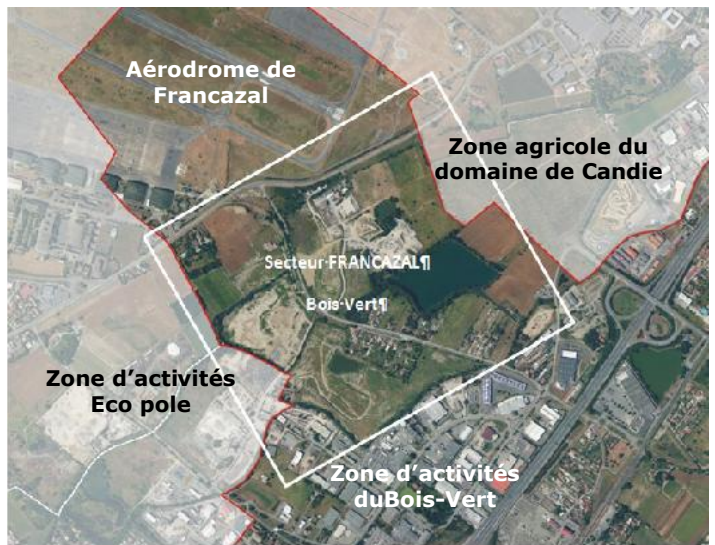 Aérodrome de
Francazal
Zone agricole du
domaine de Candie
Secteur·FRANCAZAL¶
Bois·Vert¶
Zone d’activités
Eco pole
Zone d’activités
duBois-Vert